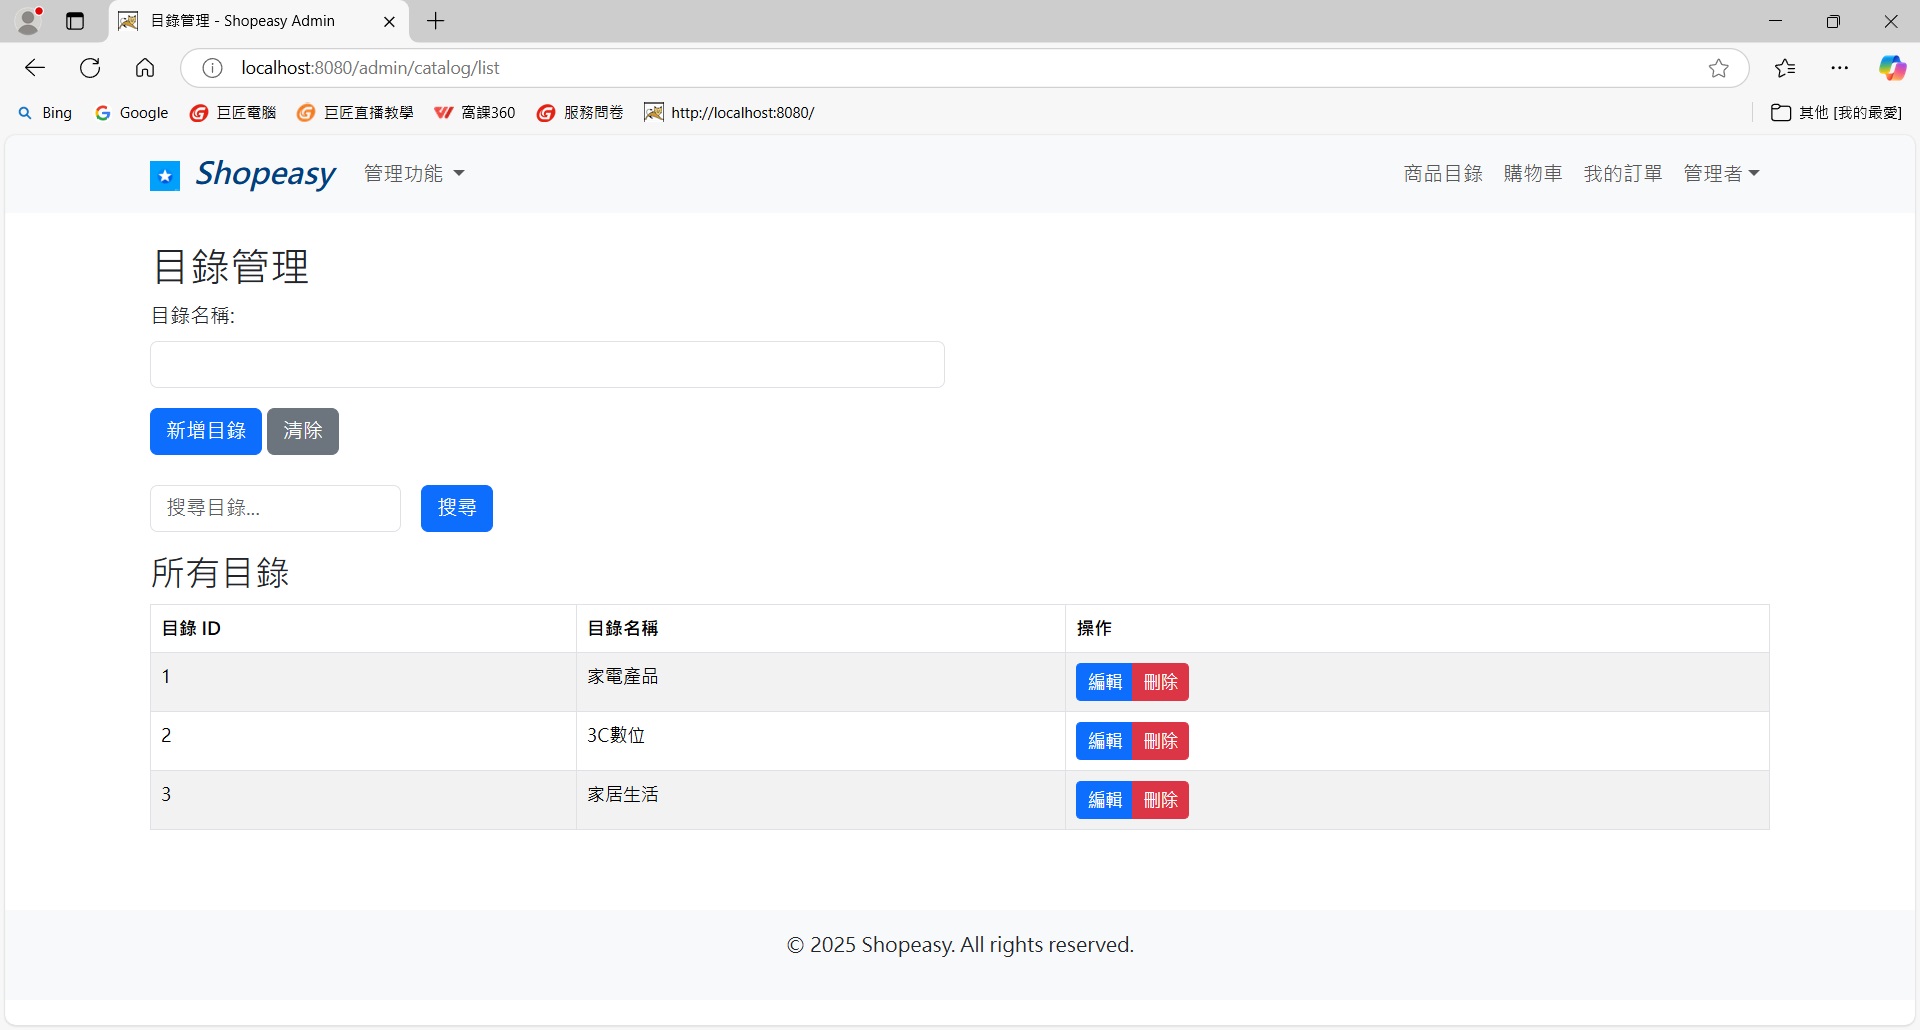 目錄管理 - Shopeasy Admin
localhost:8080/admin/catalog/list
Bing Google 巨匠電腦 巨匠直播教學 窩課360 服務問卷 http://localhost:8080/ 其他 [我的最愛]
Shopeasy 管理功能 商品目錄 購物車 我的訂單 管理者
目錄管理
目錄名稱:
新增目錄 清除
搜尋目錄... 搜尋
所有目錄
目錄 ID 目錄名稱 操作
1 家電產品 編輯 刪除
2 3C數位 編輯 刪除
3 家居生活 編輯 刪除
© 2025 Shopeasy. All rights reserved.